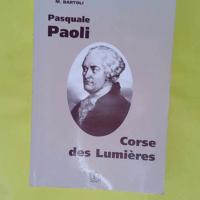 M. BARTOLI
Pasquale
Paoli
Corse
des Lumières